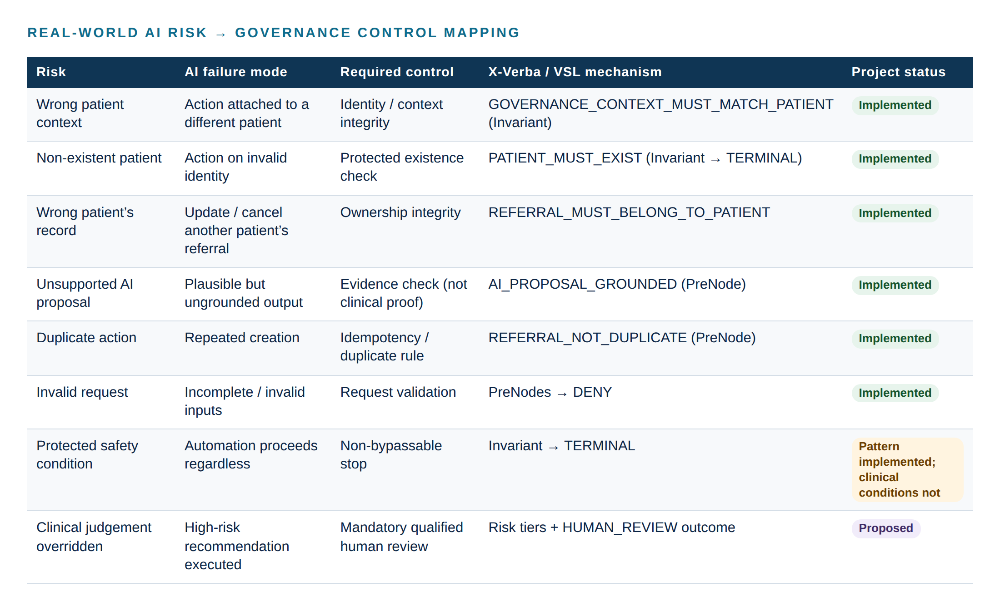 REAL-WORLD AI RISK → GOVERNANCE CONTROL MAPPING
Risk AI failure mode Required control X-Verba / VSL mechanism Project status
Wrong patient Action attached to a Identity / context GOVERNANCE_CONTEXT_MUST_MATCH_PATIENT Implemented
context different patient integrity (Invariant)
Non-existent patient Action on invalid Protected existence PATIENT_MUST_EXIST (Invariant → TERMINAL) Implemented
identity check
Wrong patient’s Update / cancel Ownership integrity REFERRAL_MUST_BELONG_TO_PATIENT Implemented
record another patient’s
referral
Unsupported AI Plausible but Evidence check (not AI_PROPOSAL_GROUNDED (PreNode) Implemented
proposal ungrounded output clinical proof)
Duplicate action Repeated creation Idempotency / REFERRAL_NOT_DUPLICATE (PreNode) Implemented
duplicate rule
Invalid request Incomplete / invalid Request validation PreNodes → DENY Implemented
inputs
Protected safety Automation proceeds Non-bypassable Invariant → TERMINAL Pattern
condition regardless stop implemented;
clinical
conditions not
Clinical judgement High-risk Mandatory qualified Risk tiers + HUMAN_REVIEW outcome Proposed
overridden recommendation human review
executed